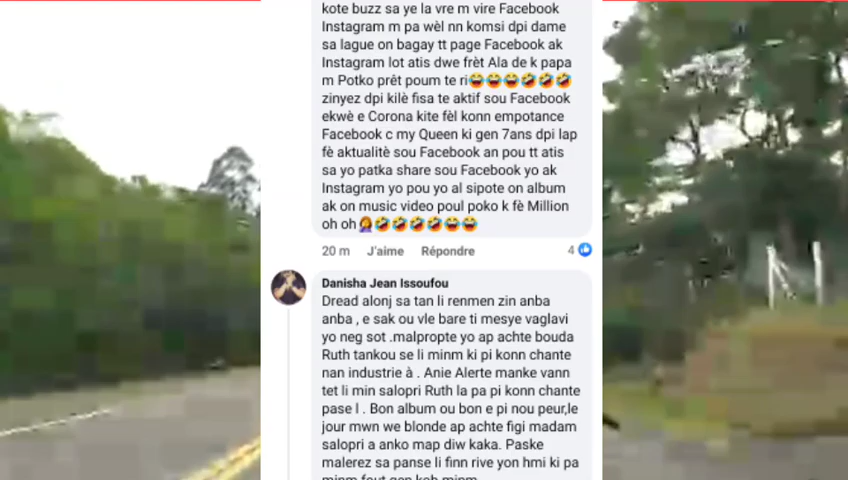 kote buzz sa ye la vre m vire Facebook
Instagram m pa wèl nn komsi dpi dame
sa lague on bagay tt page Facebook ak
Instagram lot atis dwe frèt Ala de k papa
m Potko prêt poum te ri😂😂😂🤣🤣🤣
zinyez dpi kilè fisa te aktif sou Facebook
ekwè e Corona kite fèl konn empotance
Facebook c my Queen ki gen 7ans dpi lap
fè aktualitè sou Facebook an pou tt atis
sa yo patka share sou Facebook yo ak
Instagram yo pou yo al sipote on album
ak on music video poul poko k fè Million
oh oh🤦‍♀️🤣🤣🤣🤣😂😂
20 m J'aime Répondre 4
Danisha Jean Issoufou
Dread alonj sa tan li renmen zin anba
anba , e sak ou vle bare ti mesye vaglavi
yo neg sot .malpropte yo ap achte bouda
Ruth tankou se li minm ki pi konn chante
nan industrie à . Anie Alerte manke vann
tet li min salopri Ruth la pa pi konn chante
pase l . Bon album ou bon e pi nou peur,le
jour mwn we blonde ap achte figi madam
salopri a anko map diw kaka. Paske
malerez sa panse li finn rive yon hmi ki pa
minm fout gen kob minm